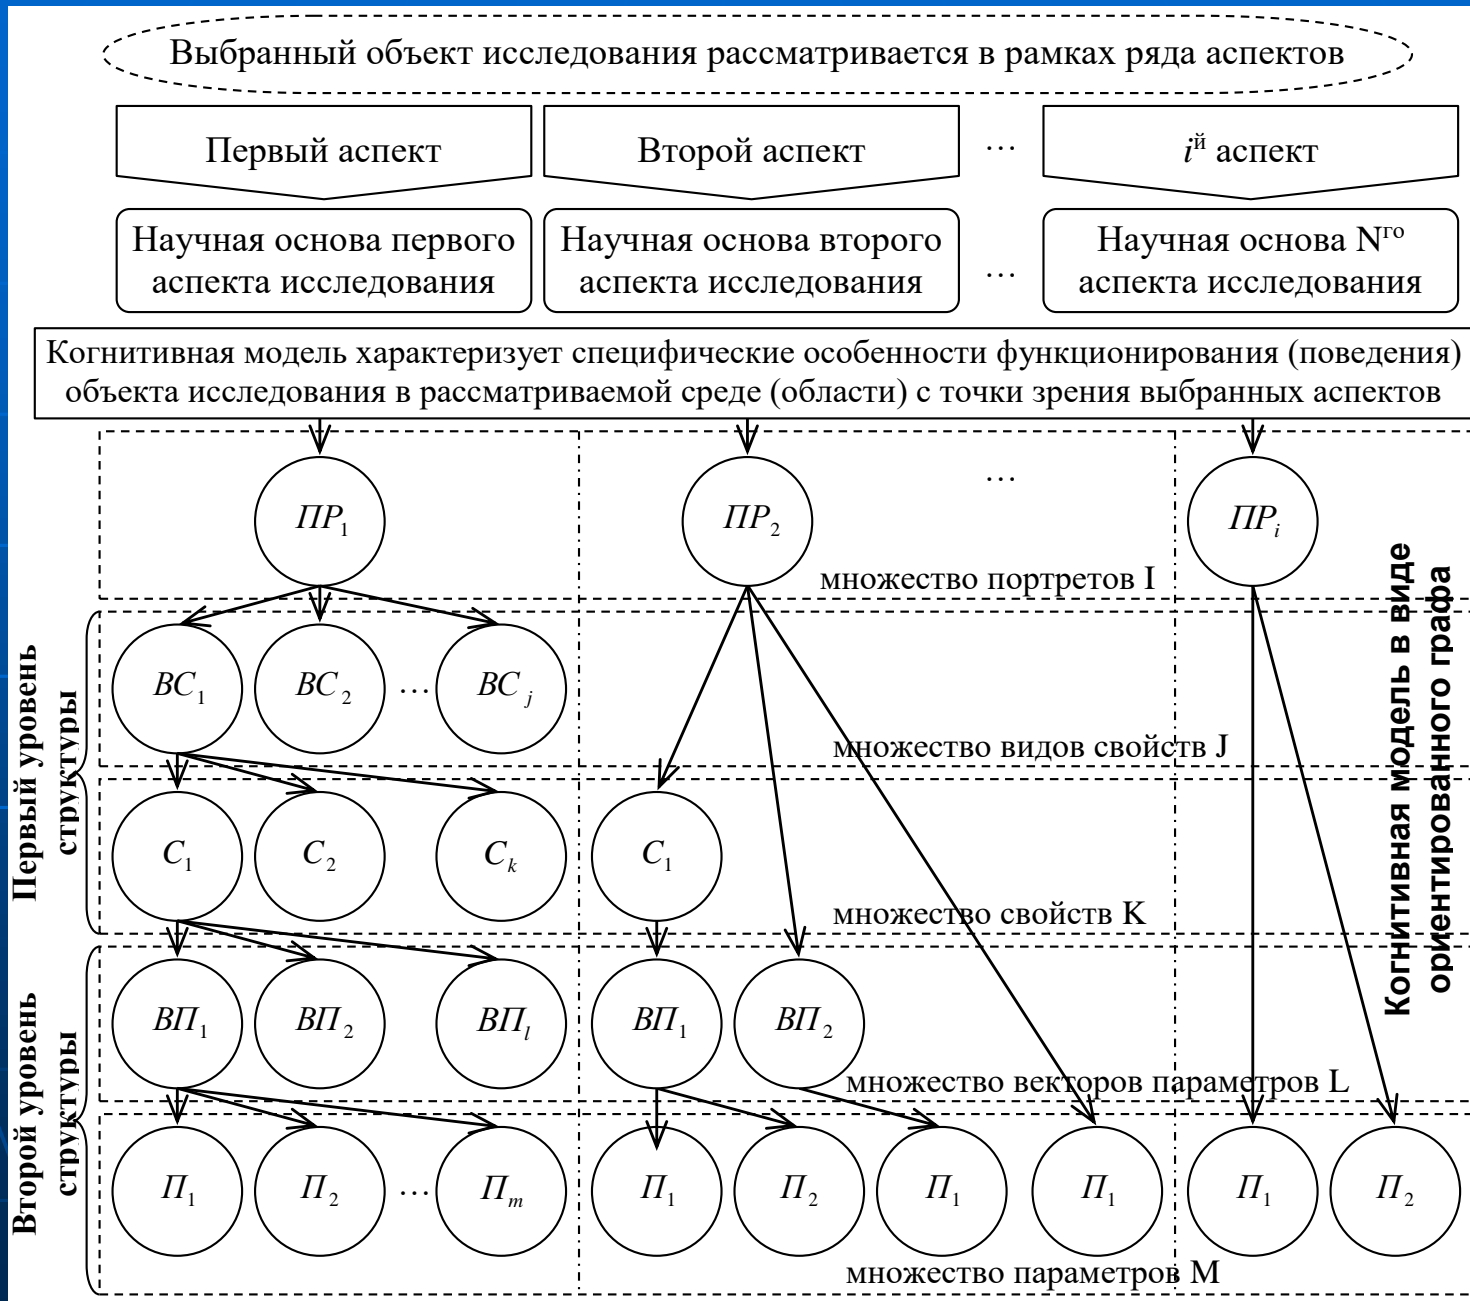 Выбранный объект исследования рассматривается в рамках ряда аспектов
Первый аспект
Второй аспект
...
iй аспект
Научная основа первого
аспекта исследования
Научная основа второго
аспекта исследования
...
Научная основа Nго
аспекта исследования
Когнитивная модель характеризует специфические особенности функционирования (поведения)
объекта исследования в рассматриваемой среде (области) с точки зрения выбранных аспектов
ПР1
ПР2
...
ПРi
множество портретов I
Первый уровень
структуры
ВС1
ВС2
...
ВСj
множество видов свойств J
С1
С2
Сk
С1
множество свойств K
Второй уровень
структуры
ВП1
ВП2
ВПl
ВП1
ВП2
множество векторов параметров L
П1
П2
...
Пm
П1
П2
П1
П1
П1
П2
множество параметров M
Когнитивная модель в виде
ориентированного графа